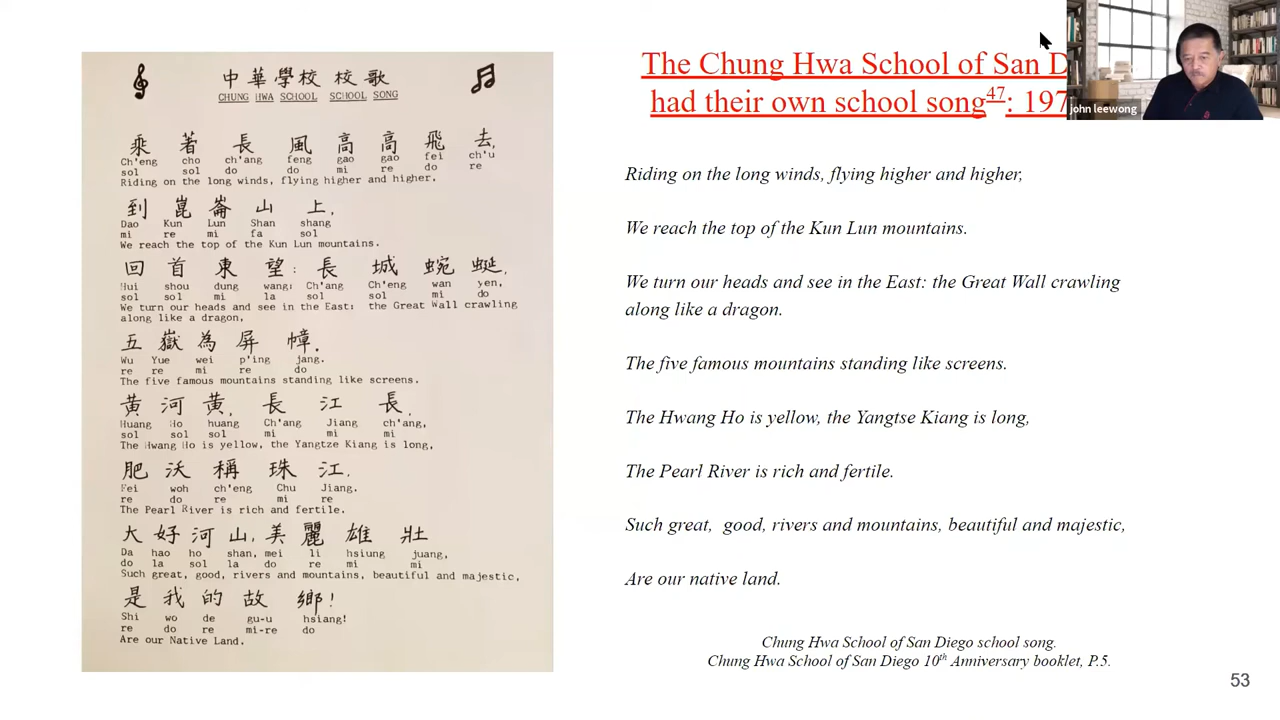 中華學校 校歌
CHUNG HWA SCHOOL SCHOOL SONG
乘 著 長 風 高 高 飛 去,
Ch'eng cho ch'ang feng gao gao fei ch'u
sol sol do do mi re do re
Riding on the long winds, flying higher and higher,
到 崑 崙 山 上,
Dao Kun Lun Shan shang
mi re mi fa sol
We reach the top of the Kun Lun mountains.
回 首 東 望: 長 城 蜿 蜒,
Hui shou dung wang: Ch'ang Ch'eng wan yen,
sol sol mi la sol sol mi do
We turn our heads and see in the East: the Great Wall crawling
along like a dragon,
五 嶽 為 屏 幛.
Wu Yue wei p'ing jang.
re re mi re do
The five famous mountains standing like screens.
黃 河 黃, 長 江 長,
Huang Ho huang Ch'ang Jiang ch'ang,
sol sol sol mi mi mi
The Hwang Ho is yellow, the Yangtze Kiang is long,
肥 沃 稱 珠 江.
Fei woh ch'eng Chu Jiang.
re do re mi re
The Pearl River is rich and fertile.
大 好 河 山, 美 麗 雄 壯
Da hao ho shan, mei li hsiung juang,
do la sol la do re mi mi
Such great, good, rivers and mountains, beautiful and majestic,
是 我 的 故 鄉!
Shi wo de gu-u hsiang!
re do re mi-re do
Are our Native Land.
The Chung Hwa School of San D
had their own school song47: 197
john leewong
Riding on the long winds, flying higher and higher,
We reach the top of the Kun Lun mountains.
We turn our heads and see in the East: the Great Wall crawling
along like a dragon.
The five famous mountains standing like screens.
The Hwang Ho is yellow, the Yangtse Kiang is long,
The Pearl River is rich and fertile.
Such great, good, rivers and mountains, beautiful and majestic,
Are our native land.
Chung Hwa School of San Diego school song.
Chung Hwa School of San Diego 10th Anniversary booklet, P.5.
53